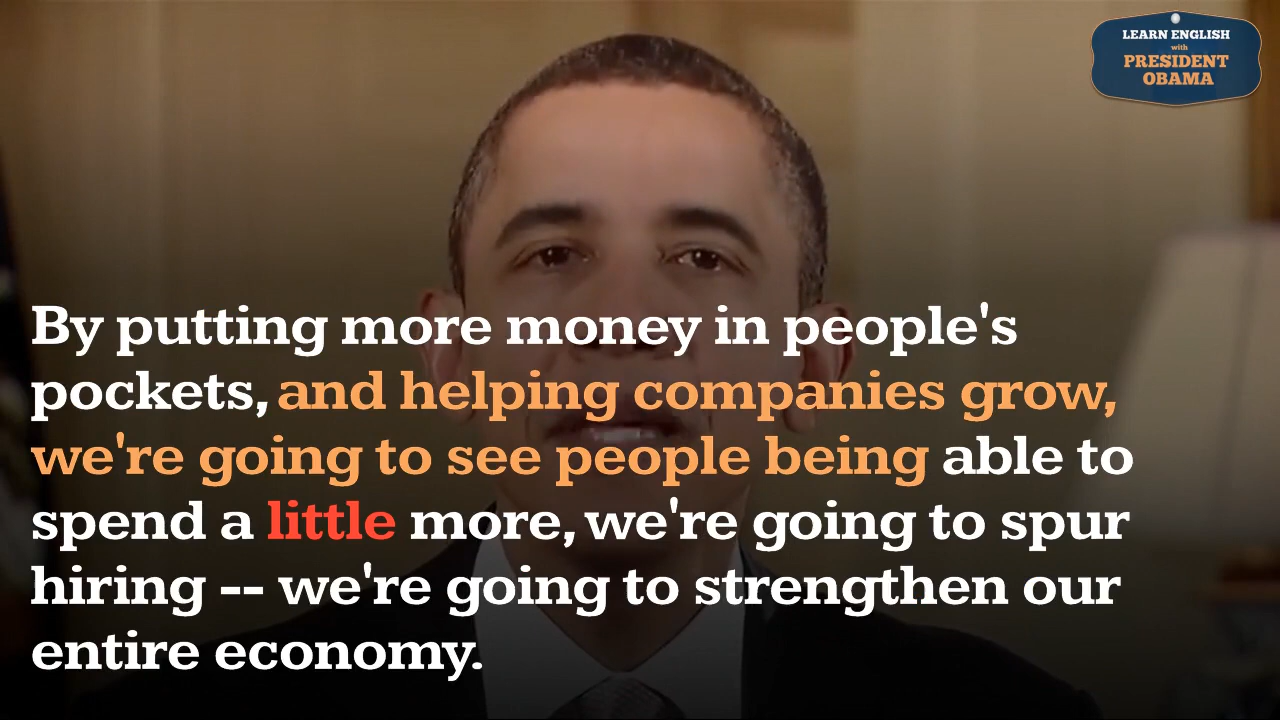 LEARN ENGLISH
with
PRESIDENT
OBAMA
By putting more money in people's
pockets, and helping companies grow,
we're going to see people being able to
spend a little more, we're going to spur
hiring -- we're going to strengthen our
entire economy.